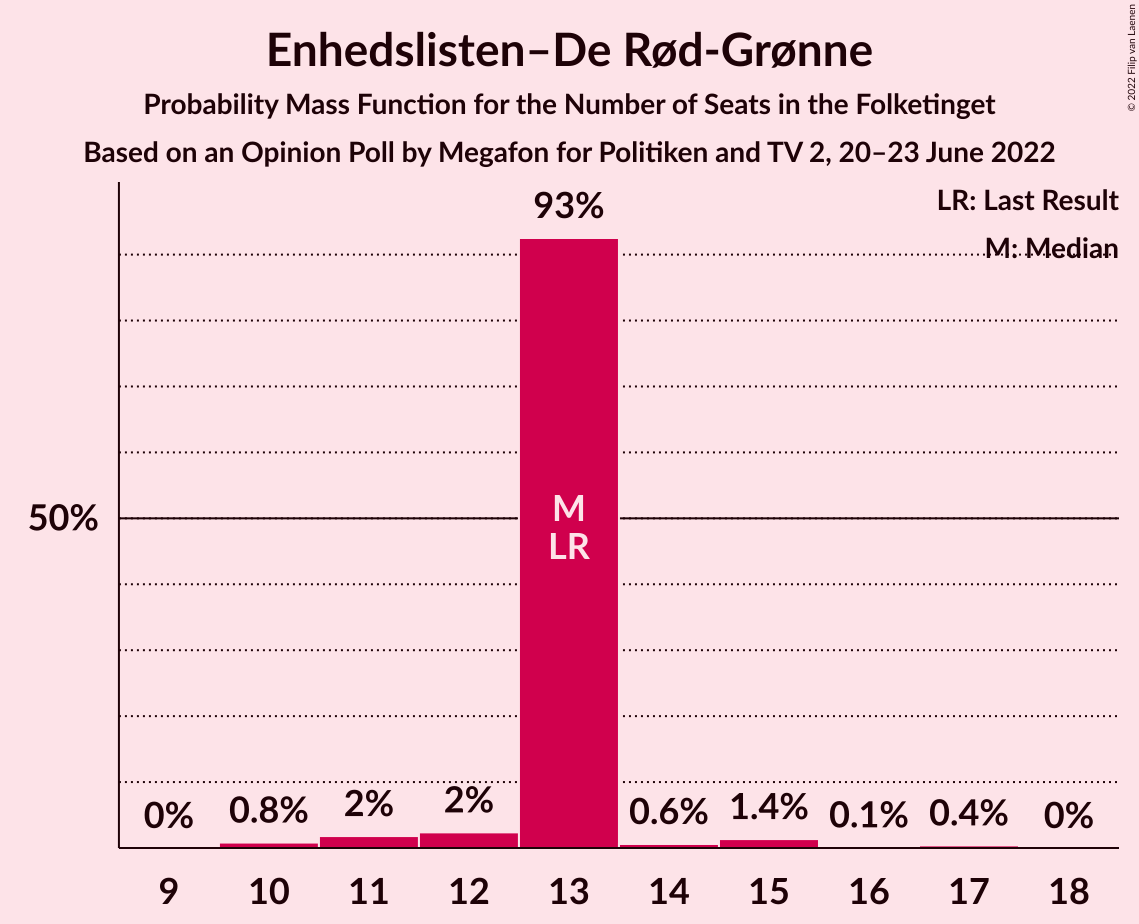 Enhedslisten–De Rød-Grønne
Probability Mass Function for the Number of Seats in the Folketinget
Based on an Opinion Poll by Megafon for Politiken and TV 2, 20–23 June 2022
© 2022 Filip van Laenen
LR: Last Result
M: Median
93%
50%
M
LR
0%
0.8%
2%
2%
0.6%
1.4%
0.1%
0.4%
0%
9
10
11
12
13
14
15
16
17
18